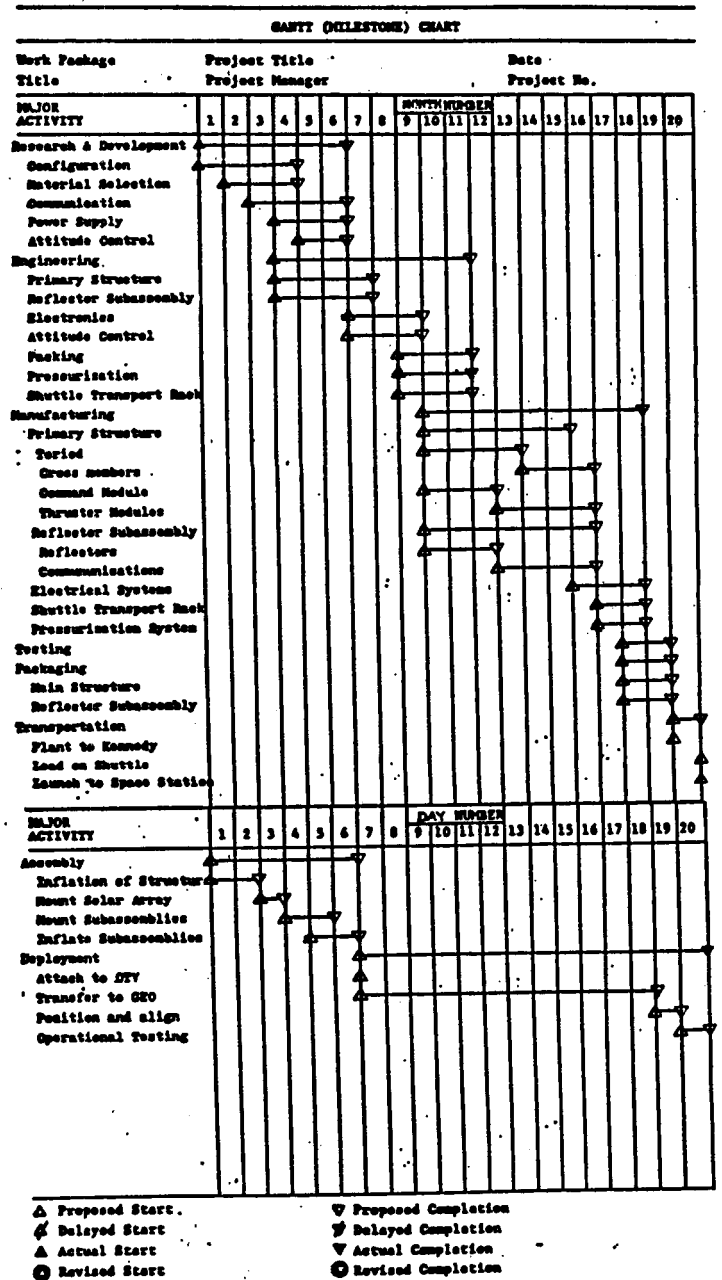 GANTT (MILESTONE) CHART
Work Package Project Title Date
Title Project Manager Project No.
MAJOR ACTIVITY MONTH NUMBER
1 2 3 4 5 6 7 8 9 10 11 12 13 14 15 16 17 18 19 20
Research & Development
Configuration
Material Selection
Communication
Power Supply
Attitude Control
Engineering
Primary Structure
Reflector Subassembly
Electronics
Attitude Control
Packing
Pressurisation
Shuttle Transport Rack
Manufacturing
Primary Structure
Toriod
Cross members
Command Module
Thruster Modules
Reflector Subassembly
Reflectors
Communications
Electrical Systems
Shuttle Transport Rack
Pressurisation System
Testing
Packaging
Main Structure
Reflector Subassembly
Transportation
Plant to Kennedy
Load on Shuttle
Launch to Space Station
MAJOR ACTIVITY DAY NUMBER
1 2 3 4 5 6 7 8 9 10 11 12 13 14 15 16 17 18 19 20
Assembly
Inflation of Structur
Mount Solar Array
Mount Subassemblies
Inflate Subassemblies
Deployment
Attach to OTV
Transfer to GEO
Position and align
Operational Testing
△ Proposed Start. ▽ Proposed Completion
Delayed Start Delayed Completion
▲ Actual Start ▼ Actual Completion
Revised Start Revised Completion